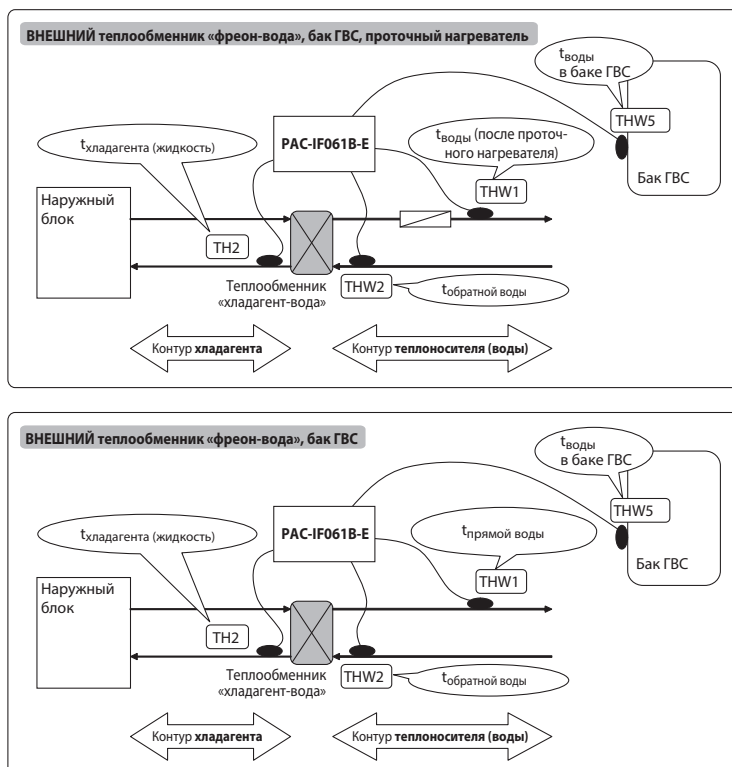 ВНЕШНИЙ теплообменник «фреон-вода», бак ГВС, проточный нагреватель
tводы
в баке ГВС
THW5
Бак ГВС
PAC-IF061B-E
tхладагента (жидкость)
tводы (после проточ-
ного нагревателя)
THW1
Наружный
блок
TH2
Теплообменник
«хладагент-вода»
THW2
tобратной воды
Контур хладагента
Контур теплоносителя (воды)
ВНЕШНИЙ теплообменник «фреон-вода», бак ГВС
tводы
в баке ГВС
THW5
Бак ГВС
PAC-IF061B-E
tхладагента (жидкость)
tпрямой воды
THW1
Наружный
блок
TH2
Теплообменник
«хладагент-вода»
THW2
tобратной воды
Контур хладагента
Контур теплоносителя (воды)